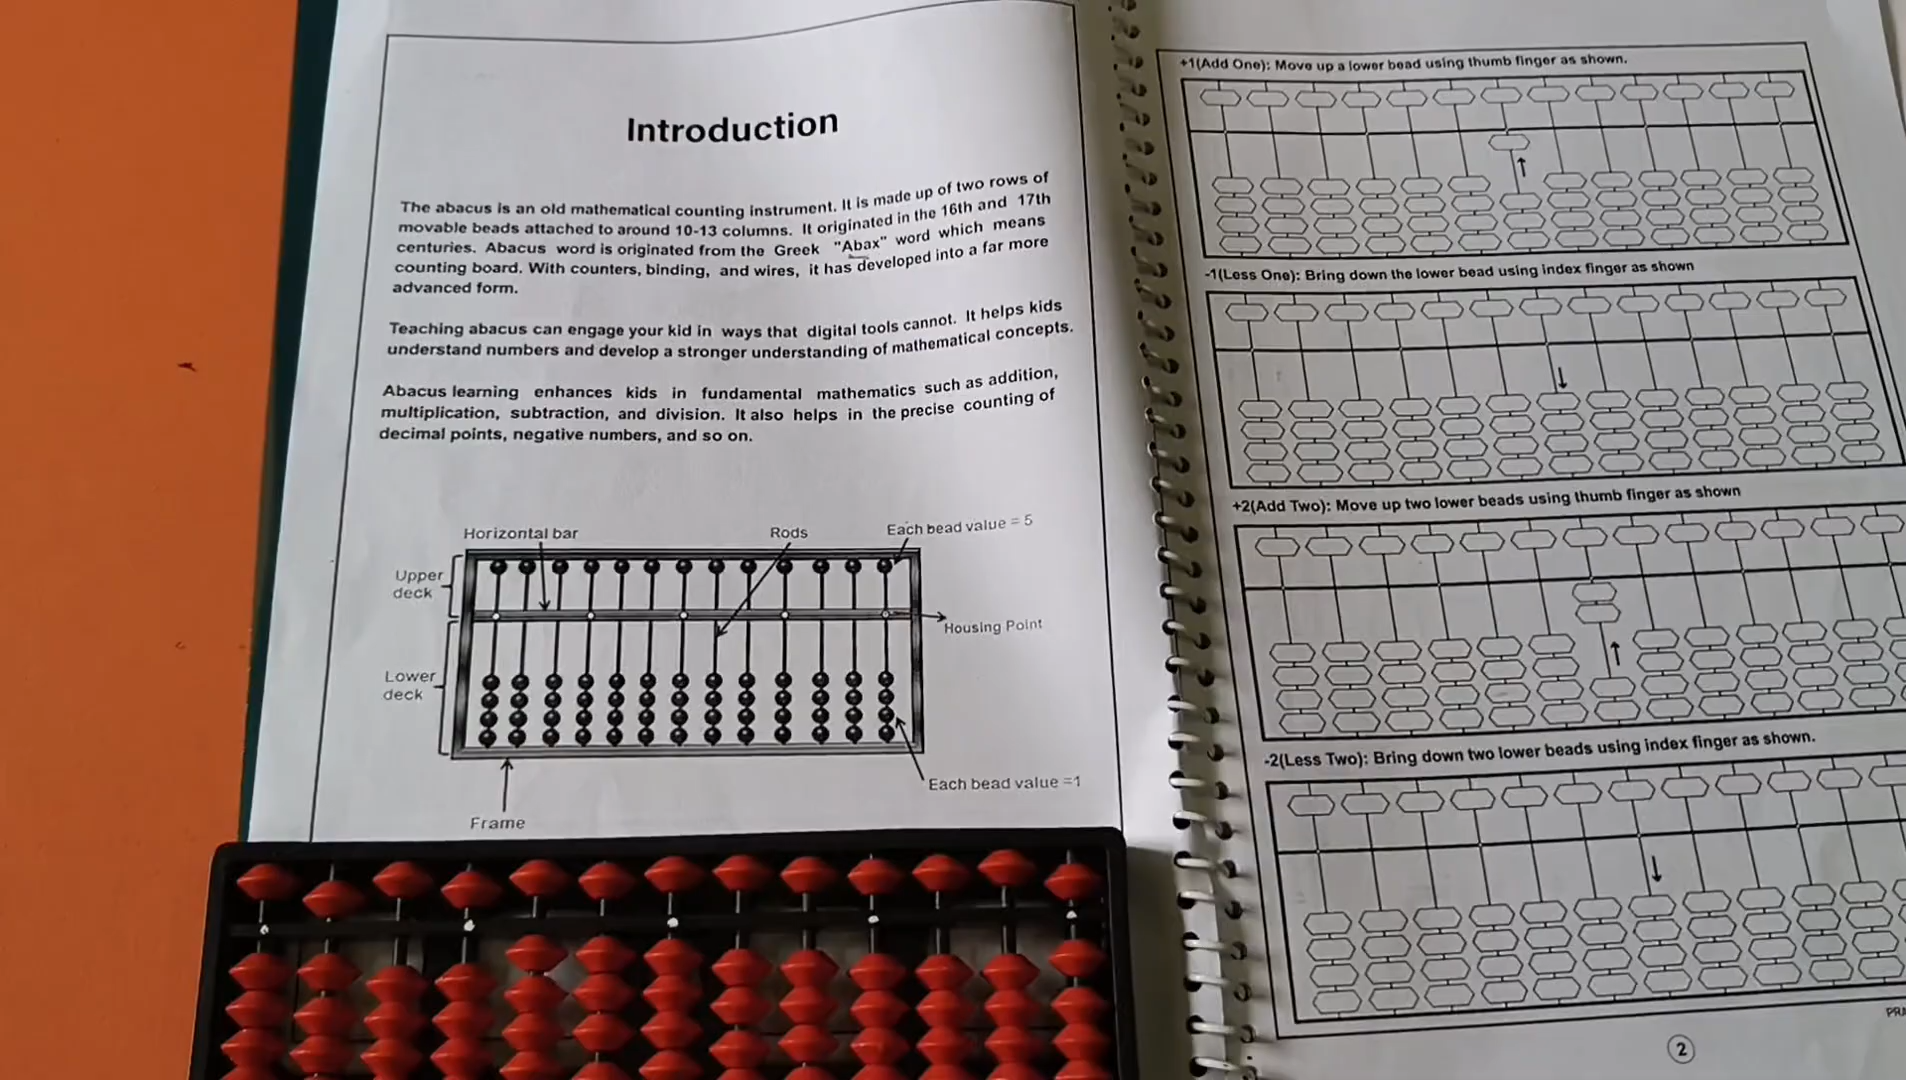 Introduction
The abacus is an old mathematical counting instrument. It is made up of two rows of
movable beads attached to around 10-13 columns. It originated in the 16th and 17th
centuries. Abacus word is originated from the Greek "Abax" word which means
counting board. With counters, binding, and wires, it has developed into a far more
advanced form.
Teaching abacus can engage your kid in ways that digital tools cannot. It helps kids
understand numbers and develop a stronger understanding of mathematical concepts.
Abacus learning enhances kids in fundamental mathematics such as addition,
multiplication, subtraction, and division. It also helps in the precise counting of
decimal points, negative numbers, and so on.
Horizontal bar
Rods
Each bead value = 5
Upper
deck
Housing Point
Lower
deck
Each bead value =1
Frame
+1(Add One): Move up a lower bead using thumb finger as shown.
-1(Less One): Bring down the lower bead using index finger as shown
+2(Add Two): Move up two lower beads using thumb finger as shown
-2(Less Two): Bring down two lower beads using index finger as shown.
2